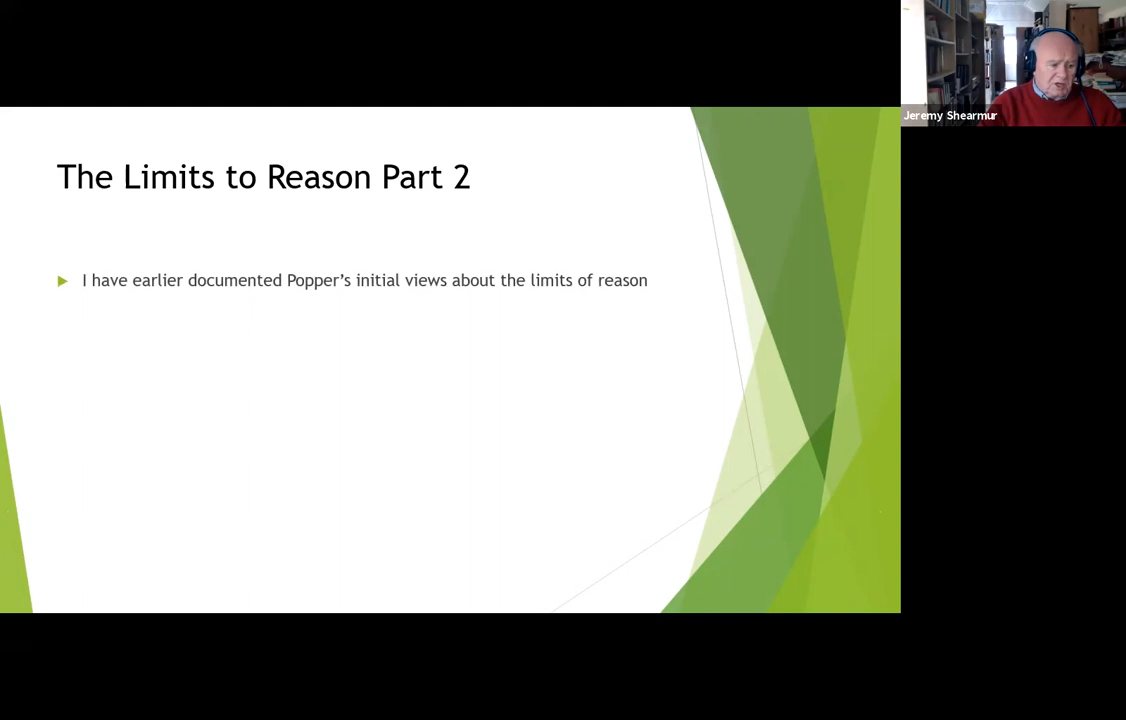 Jeremy Shearmur
The Limits to Reason Part 2
I have earlier documented Popper’s initial views about the limits of reason